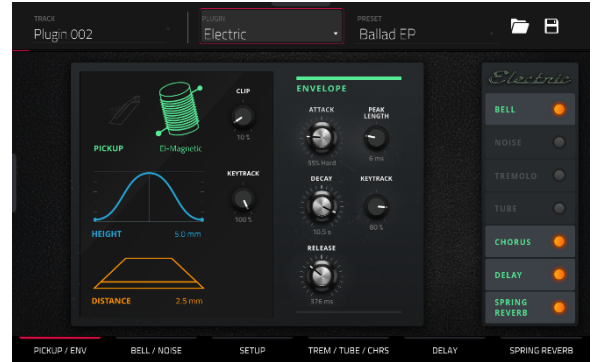 TRACK
Plugin 002
PLUGIN
Electric
PRESET
Ballad EP
CLIP
10 %
PICKUP
El-Magnetic
KEYTRACK
100 %
HEIGHT
5.0 mm
DISTANCE
2.5 mm
ENVELOPE
ATTACK
PEAK
LENGTH
55% Hard
6 ms
DECAY
KEYTRACK
10.5 s
80 %
RELEASE
376 ms
Electric
BELL
NOISE
TREMOLO
TUBE
CHORUS
DELAY
SPRING
REVERB
PICKUP / ENV
BELL / NOISE
SETUP
TREM / TUBE / CHRS
DELAY
SPRING REVERB